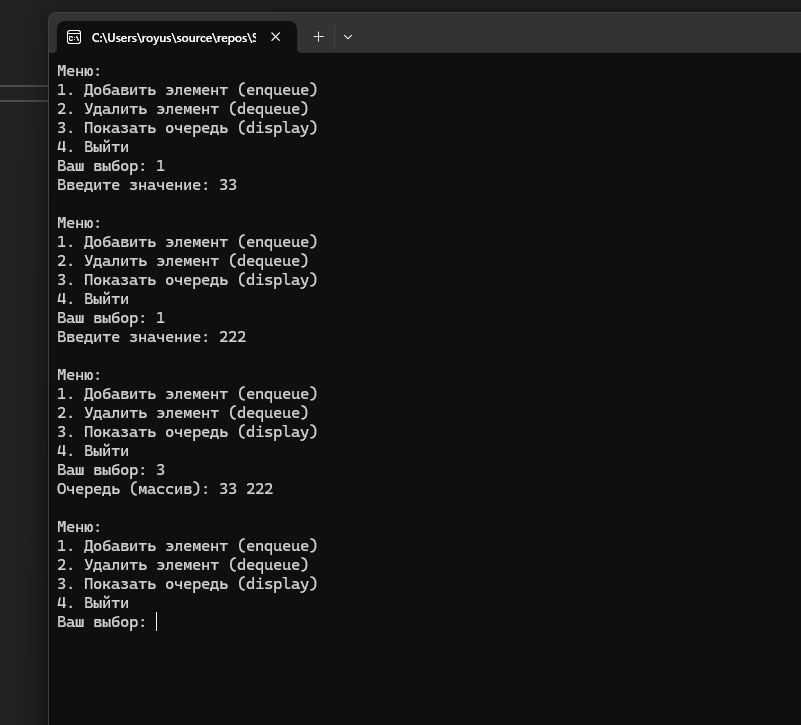 C:\Users\royus\source\repos\S
Меню:
1. Добавить элемент (enqueue)
2. Удалить элемент (dequeue)
3. Показать очередь (display)
4. Выйти
Ваш выбор: 1
Введите значение: 33
Меню:
1. Добавить элемент (enqueue)
2. Удалить элемент (dequeue)
3. Показать очередь (display)
4. Выйти
Ваш выбор: 1
Введите значение: 222
Меню:
1. Добавить элемент (enqueue)
2. Удалить элемент (dequeue)
3. Показать очередь (display)
4. Выйти
Ваш выбор: 3
Очередь (массив): 33 222
Меню:
1. Добавить элемент (enqueue)
2. Удалить элемент (dequeue)
3. Показать очередь (display)
4. Выйти
Ваш выбор: